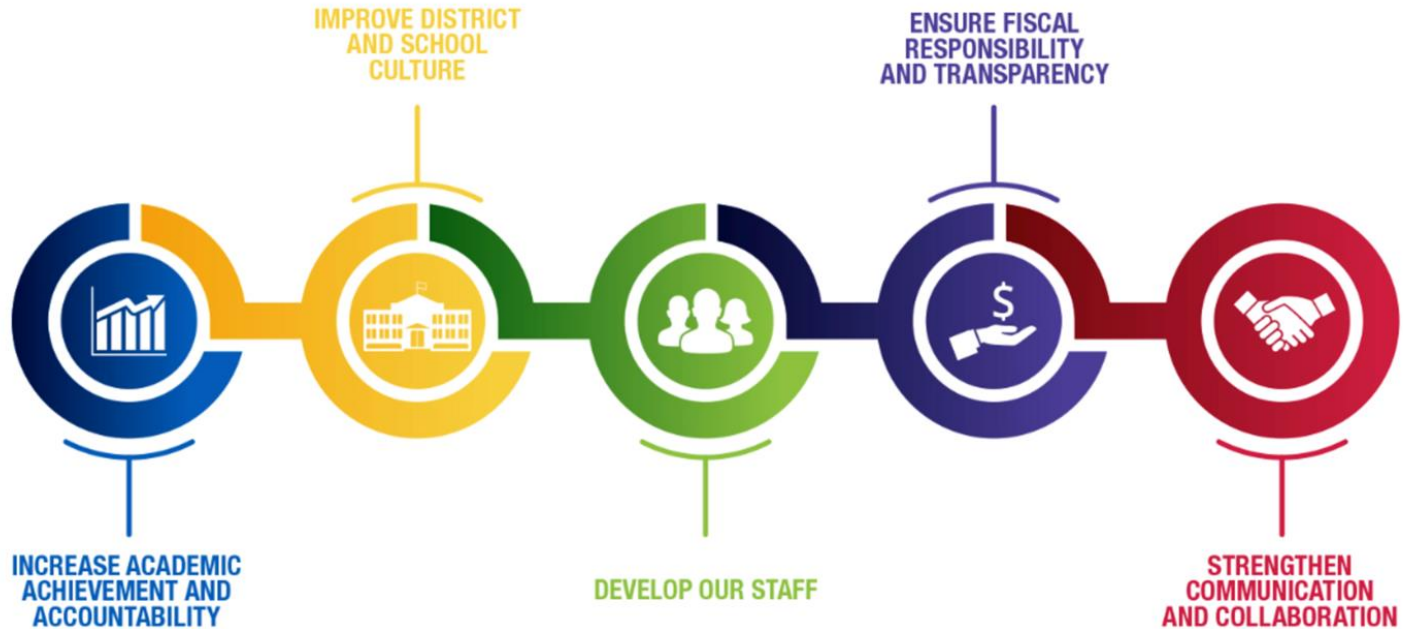 IMPROVE DISTRICT
AND SCHOOL
CULTURE
ENSURE FISCAL
RESPONSIBILITY
AND TRANSPARENCY
$
INCREASE ACADEMIC
ACHIEVEMENT AND
ACCOUNTABILITY
DEVELOP OUR STAFF
STRENGTHEN
COMMUNICATION
AND COLLABORATION